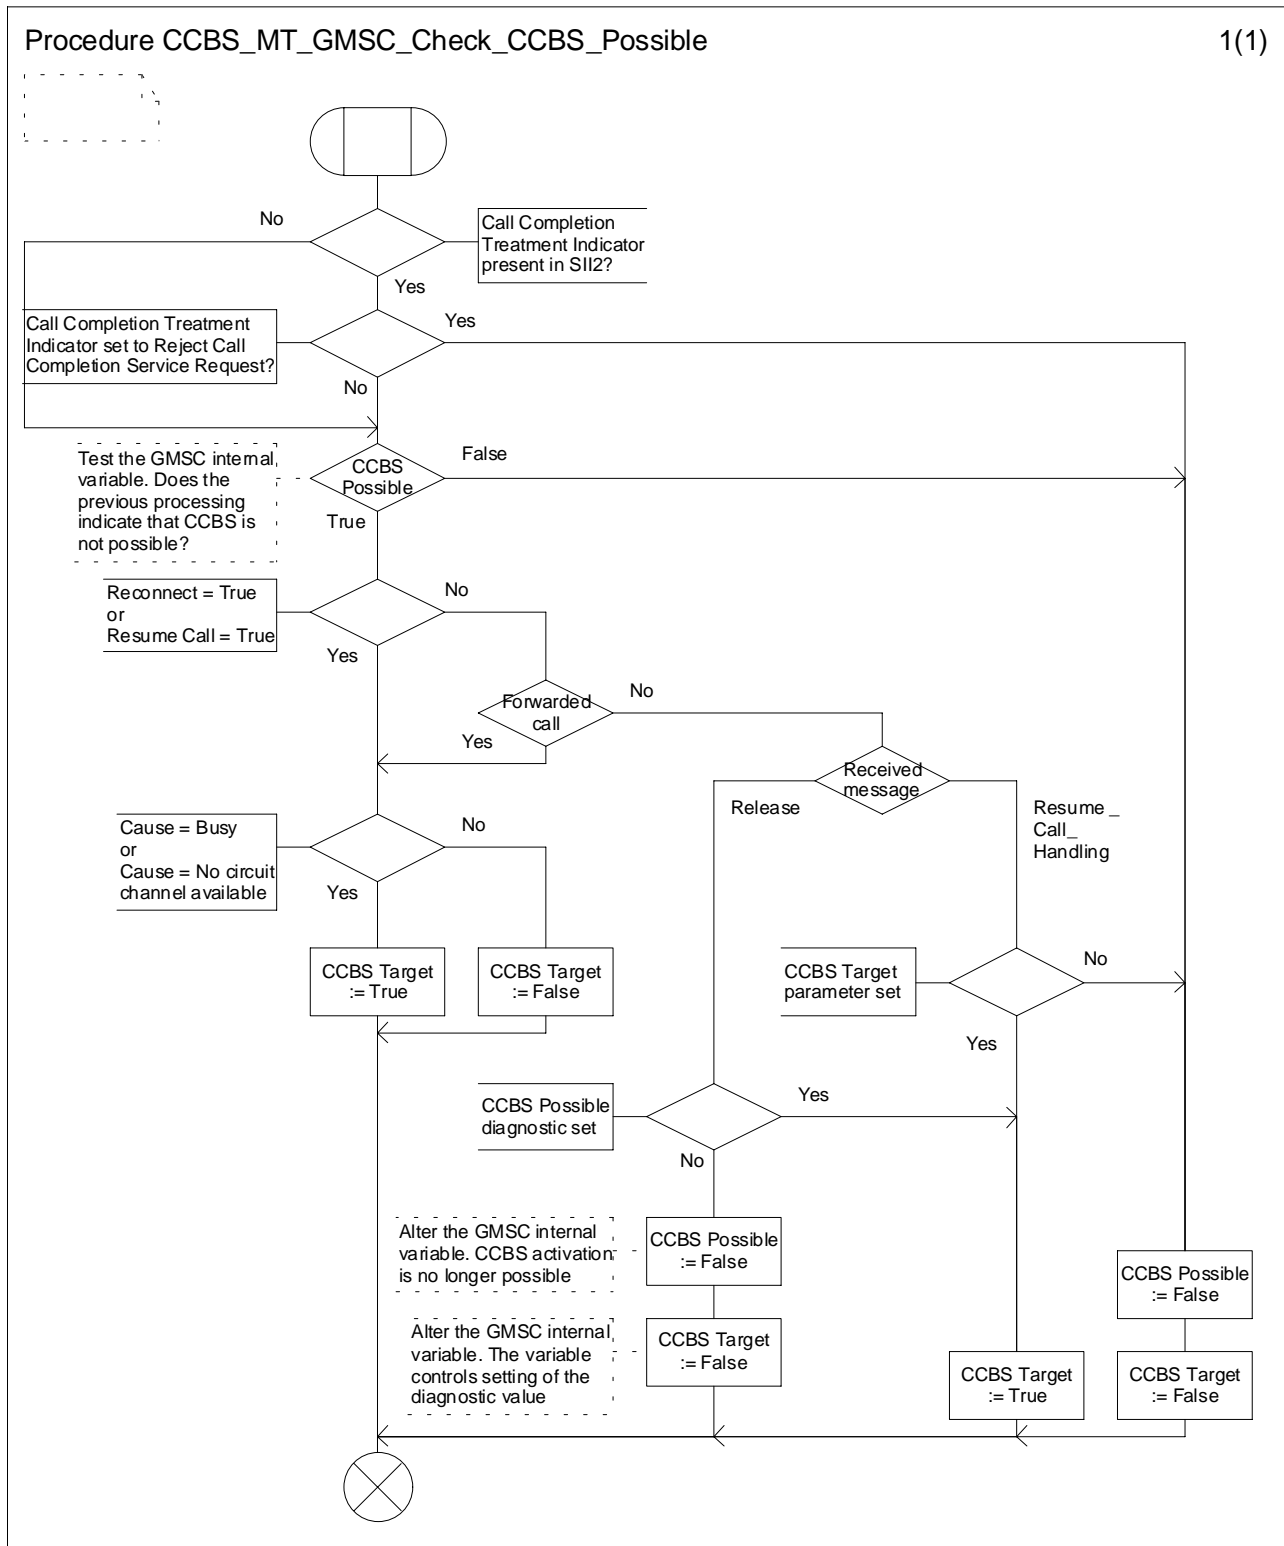 Procedure CCBS_MT_GMSC_Check_CCBS_Possible
1(1)
No
Call Completion
Treatment Indicator
present in SII2?
Yes
Call Completion Treatment
Indicator set to Reject Call
Completion Service Request?
Yes
No
Test the GMSC internal
variable. Does the
previous processing
indicate that CCBS is
not possible?
CCBS
Possible
False
True
Reconnect = True
or
Resume Call = True
No
Yes
Forwarded
call
No
Yes
Received
message
Release
Resume _
Call_
Handling
Cause = Busy
or
Cause = No circuit
channel available
No
Yes
CCBS Target
:= True
CCBS Target
:= False
CCBS Target
parameter set
No
Yes
CCBS Possible
diagnostic set
Yes
No
Alter the GMSC internal
variable. CCBS activation
is no longer possible
CCBS Possible
:= False
CCBS Possible
:= False
Alter the GMSC internal
variable. The variable
controls setting of the
diagnostic value
CCBS Target
:= False
CCBS Target
:= True
CCBS Target
:= False